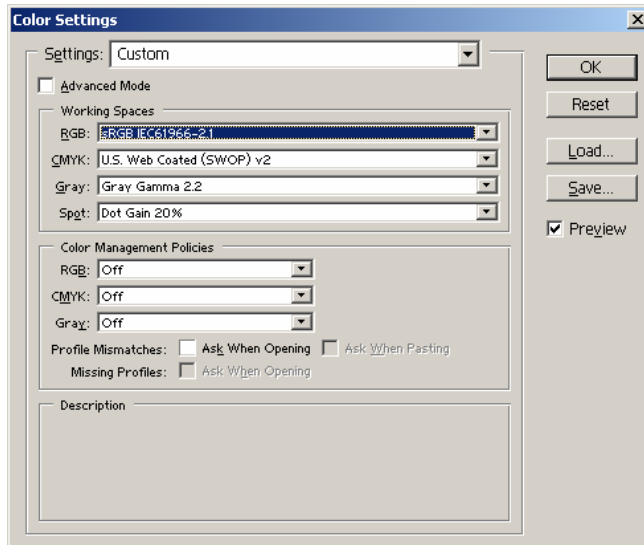 Color Settings
Settings: Custom
OK
Advanced Mode
Reset
Working Spaces
RGB: sRGB IEC61966-2.1
CMYK: U.S. Web Coated (SWOP) v2
Load...
Gray: Gray Gamma 2.2
Save...
Spot: Dot Gain 20%
Preview
Color Management Policies
RGB: Off
CMYK: Off
Gray: Off
Profile Mismatches: Ask When Opening Ask When Pasting
Missing Profiles: Ask When Opening
Description